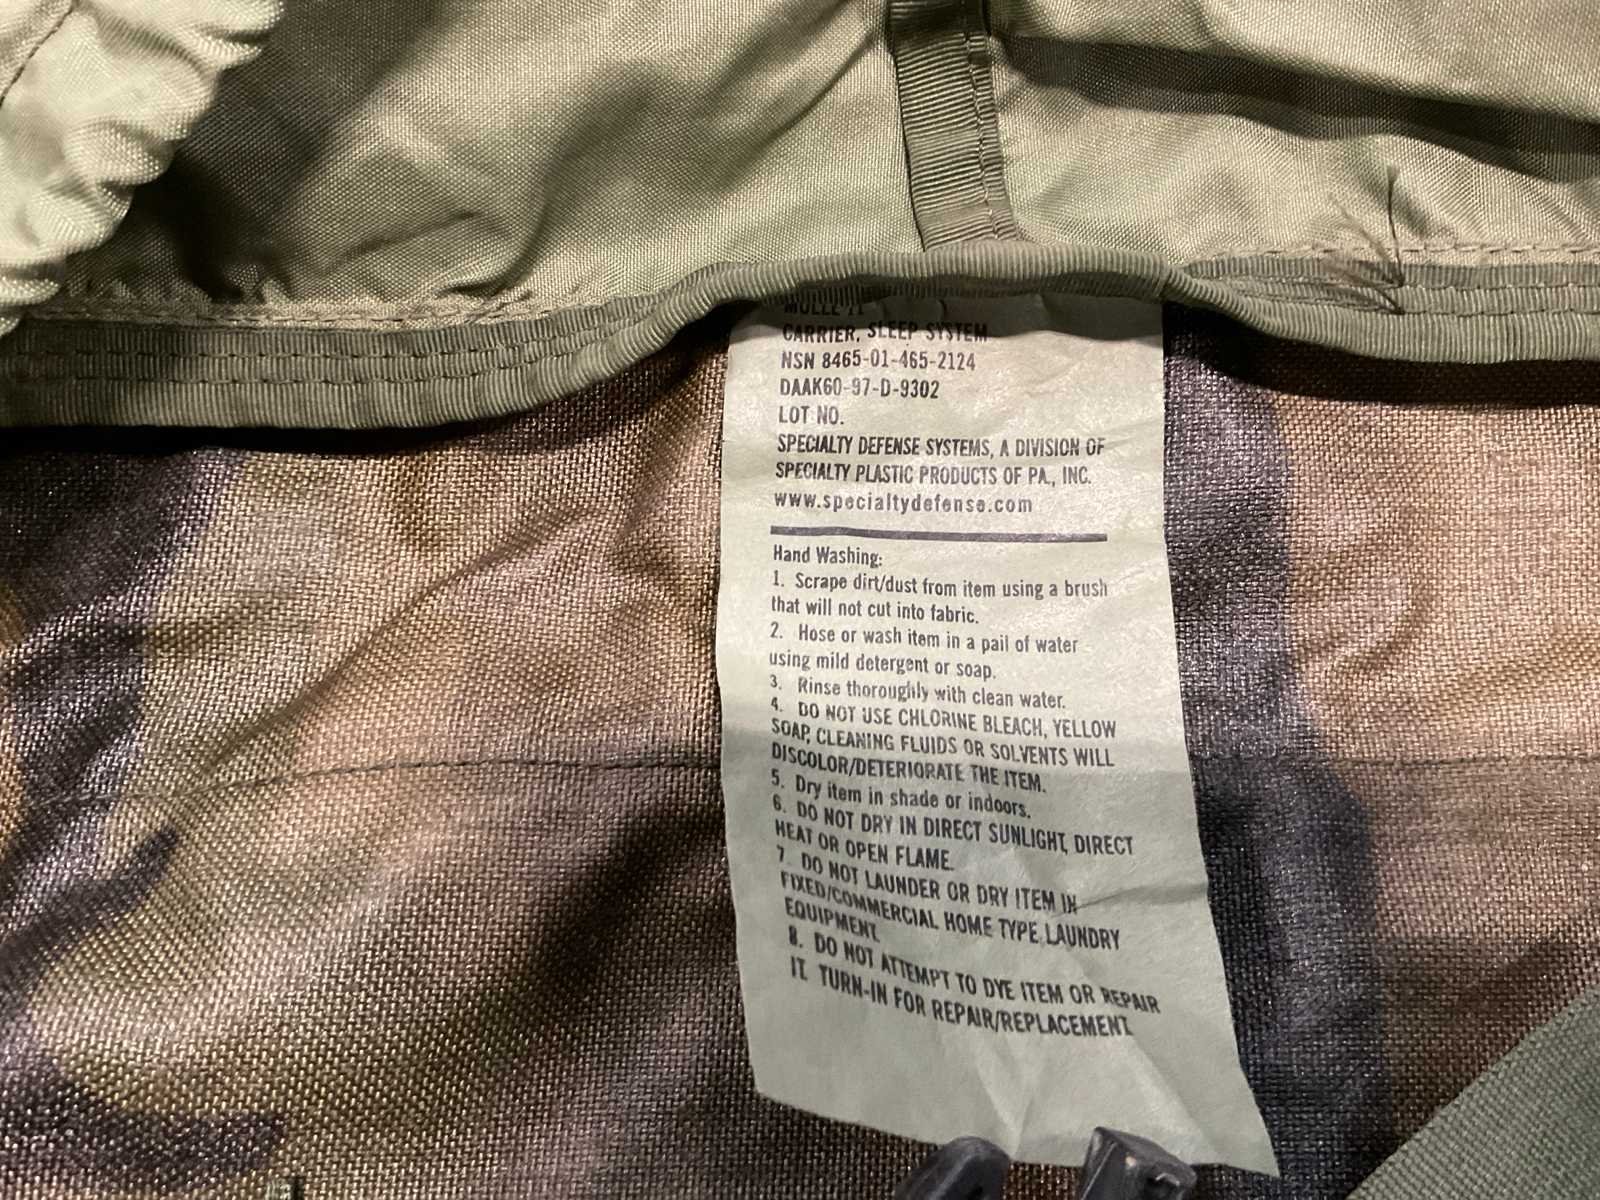 MOLLE II
CARRIER, SLEEP SYSTEM
NSN 8465-01-465-2124
DAAK60-97-D-9302
LOT NO.
SPECIALTY DEFENSE SYSTEMS, A DIVISION OF
SPECIALTY PLASTIC PRODUCTS OF PA., INC.
www.specialtydefense.com
Hand Washing:
1. Scrape dirt/dust from item using a brush
that will not cut into fabric.
2. Hose or wash item in a pail of water
using mild detergent or soap.
3. Rinse thoroughly with clean water.
4. DO NOT USE CHLORINE BLEACH, YELLOW
SOAP, CLEANING FLUIDS OR SOLVENTS WILL
DISCOLOR/DETERIORATE THE ITEM.
5. Dry item in shade or indoors.
6. DO NOT DRY IN DIRECT SUNLIGHT, DIRECT
HEAT OR OPEN FLAME.
7. DO NOT LAUNDER OR DRY ITEM IN
FIXED/COMMERCIAL HOME TYPE LAUNDRY
EQUIPMENT.
8. DO NOT ATTEMPT TO DYE ITEM OR REPAIR
IT. TURN-IN FOR REPAIR/REPLACEMENT.